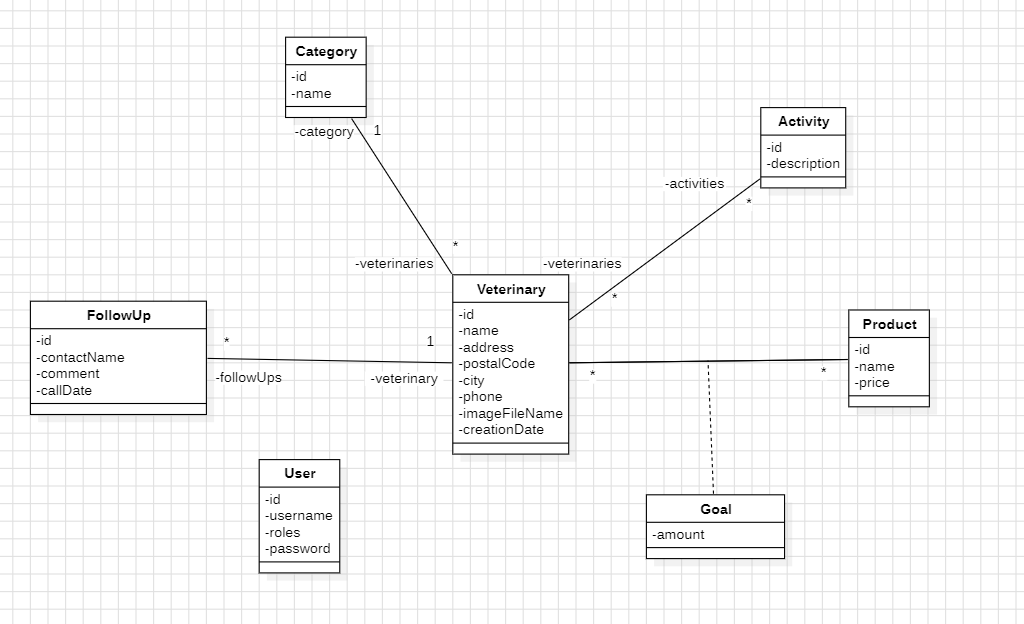 Category
-id
-name
-category
1
Activity
-id
-description
-activities
*
*
-veterinaries
-veterinaries
*
Veterinary
-id
-name
-address
-postalCode
-city
-phone
-imageFileName
-creationDate
FollowUp
-id
-contactName
-comment
-callDate
*
1
-followUps
-veterinary
Product
-id
-name
-price
*
*
User
-id
-username
-roles
-password
Goal
-amount